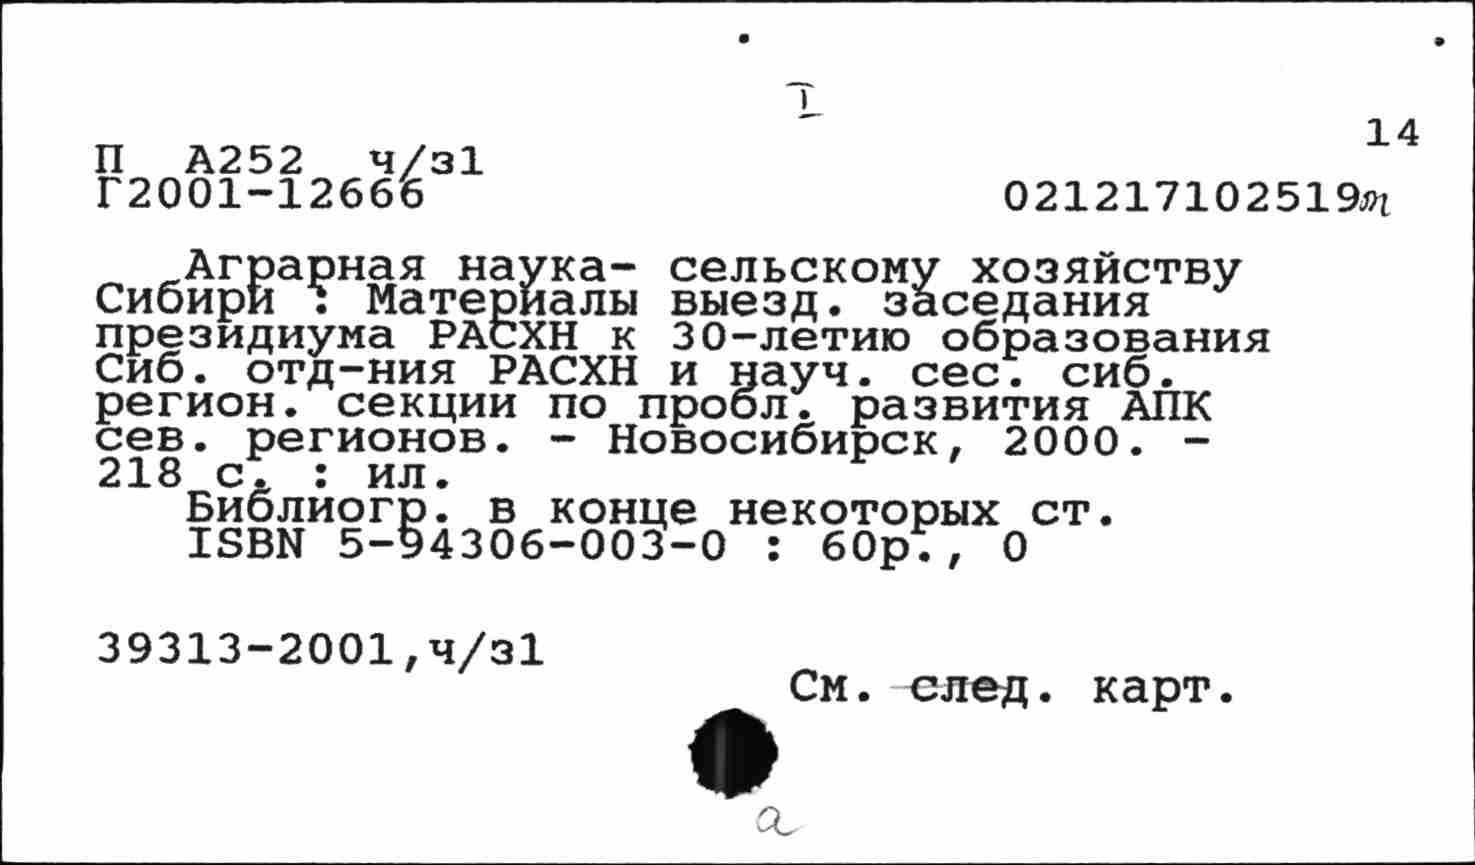 I
14
П А252 ч/з1
Г2001-12666
021217102519т
Аграрная наука- сельскому хозяйству
Сибири : Материалы выезд. заседания
президиума РАСХН к 30-летию образования
Сиб. отд-ния РАСХН и науч. сес. сиб.
регион. секции по пробл. развития АПК
сев. регионов. - Новосибирск, 2000. -
218 с. : ил.
Библиогр. в конце некоторых ст.
ISBN 5-94306-003-0 : 60р., 0
39313-2001,ч/з1
См. след. карт.
а